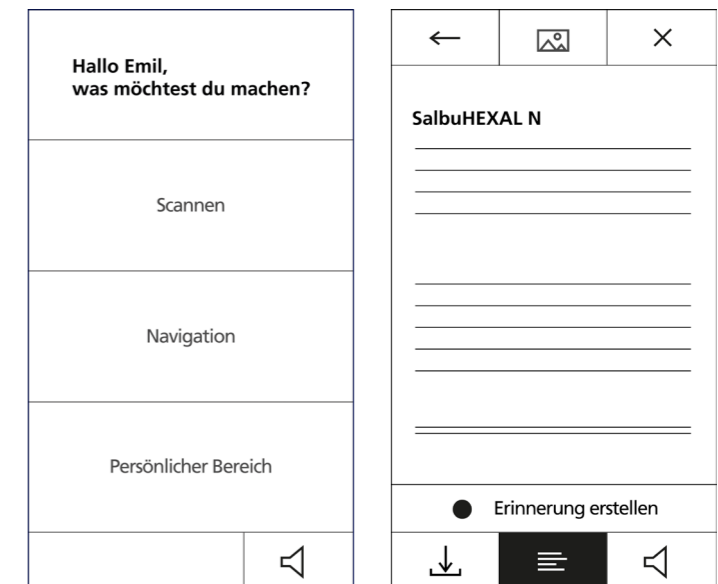 Hallo Emil,
was möchtest du machen?
Scannen
Navigation
Persönlicher Bereich
SalbuHEXAL N
Erinnerung erstellen